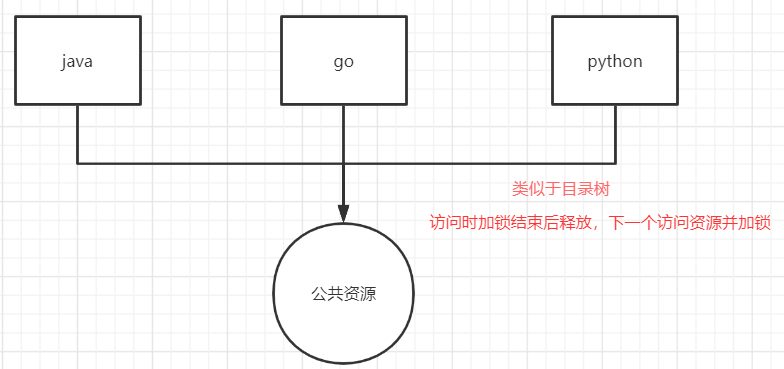 java
go
python
类似于目录树
访问时加锁结束后释放，下一个访问资源并加锁
公共资源